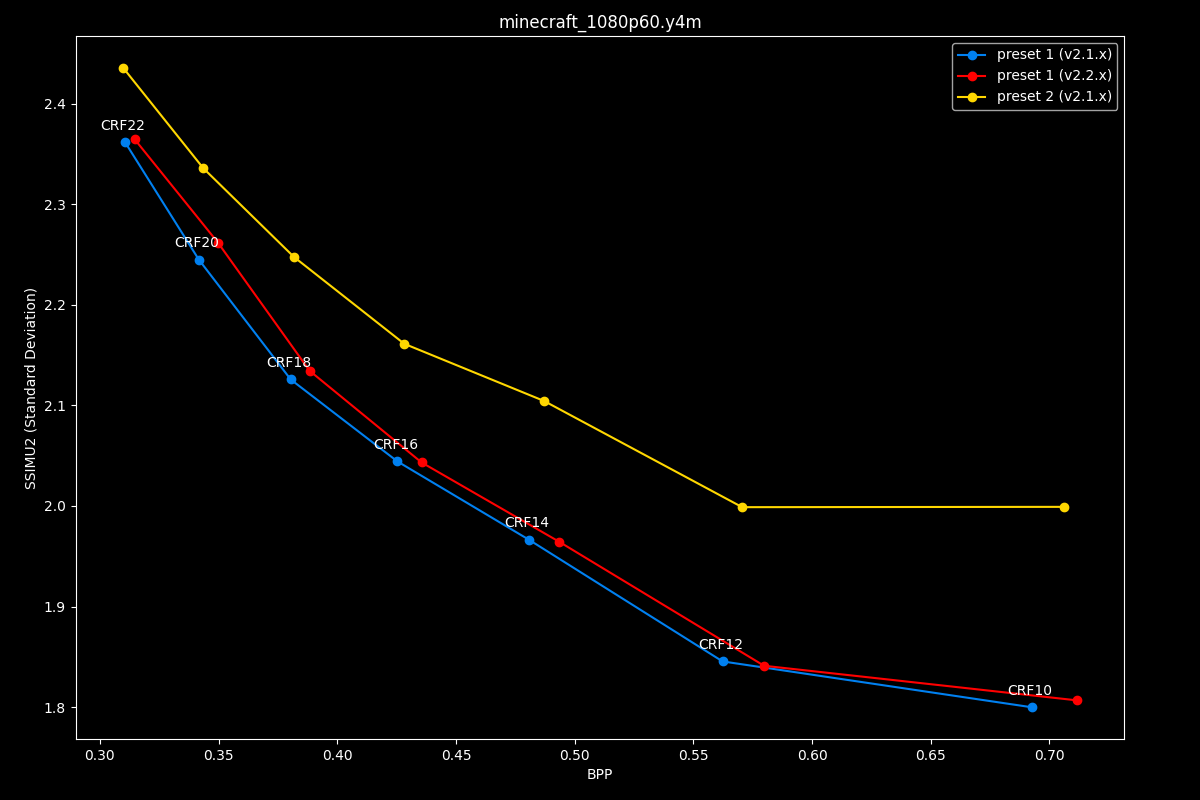 minecraft_1080p60.y4m
preset 1 (v2.1.x)
preset 1 (v2.2.x)
preset 2 (v2.1.x)
SSIMU2 (Standard Deviation)
2.4
2.3
2.2
2.1
2.0
1.9
1.8
CRF22
CRF20
CRF18
CRF16
CRF14
CRF12
CRF10
0.30
0.35
0.40
0.45
0.50
0.55
0.60
0.65
0.70
BPP